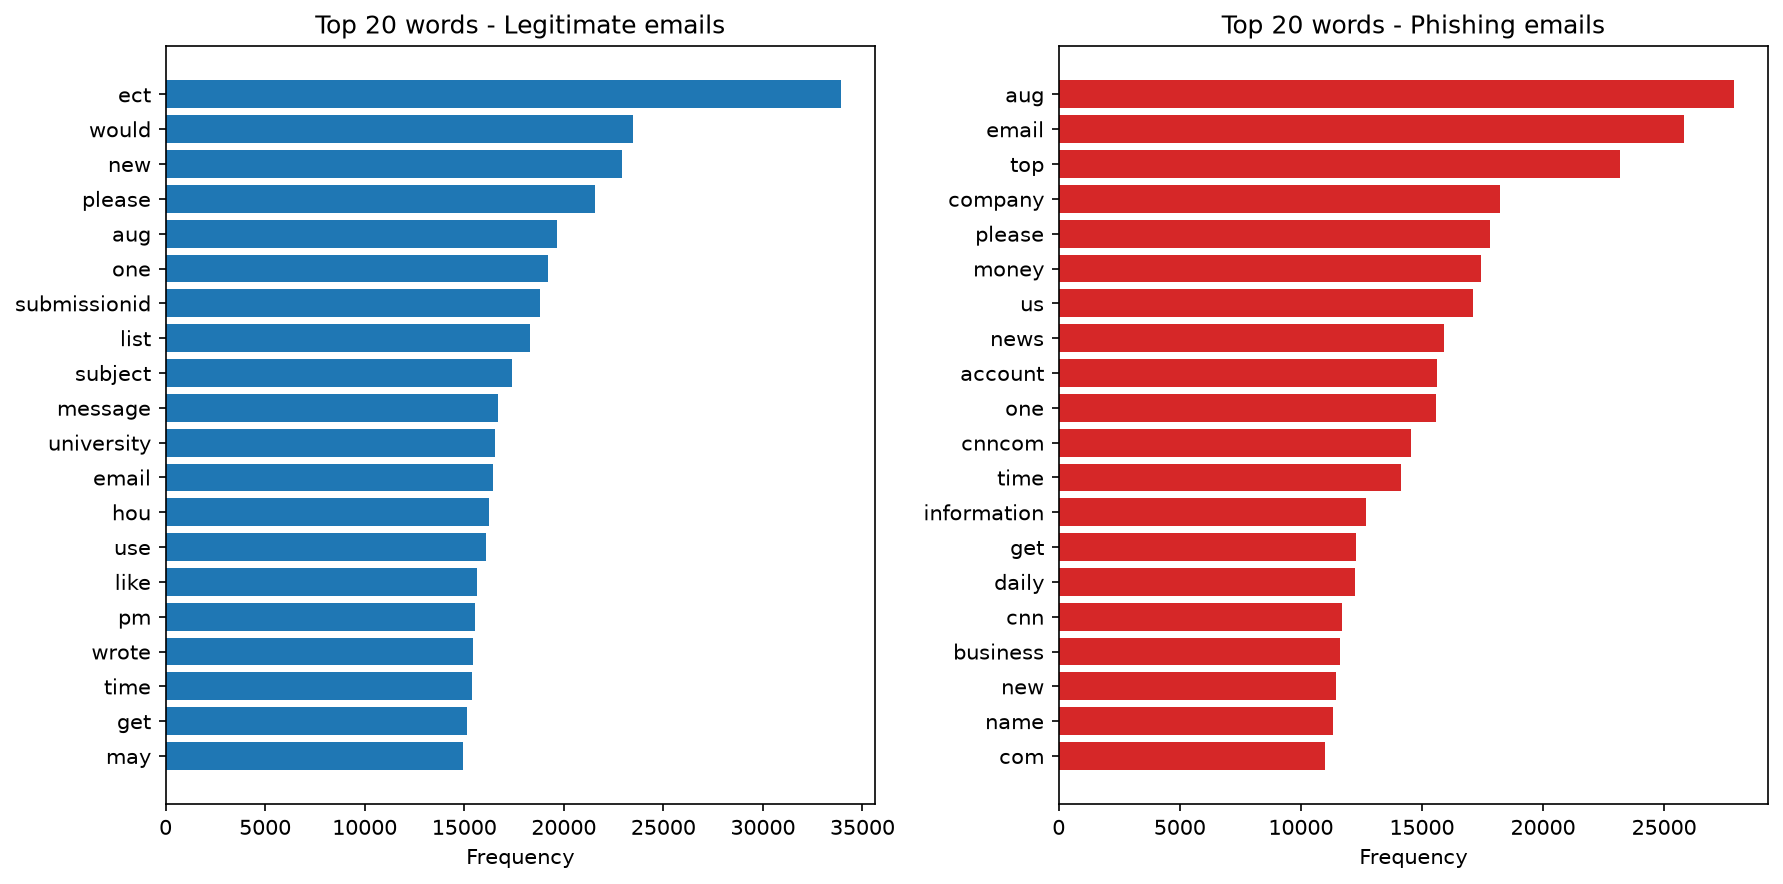 Top 20 words - Legitimate emails
ect
would
new
please
aug
one
submissionid
list
subject
message
university
email
hou
use
like
pm
wrote
time
get
may
0 5000 10000 15000 20000 25000 30000 35000
Frequency
Top 20 words - Phishing emails
aug
email
top
company
please
money
us
news
account
one
cnncom
time
information
get
daily
cnn
business
new
name
com
0 5000 10000 15000 20000 25000
Frequency